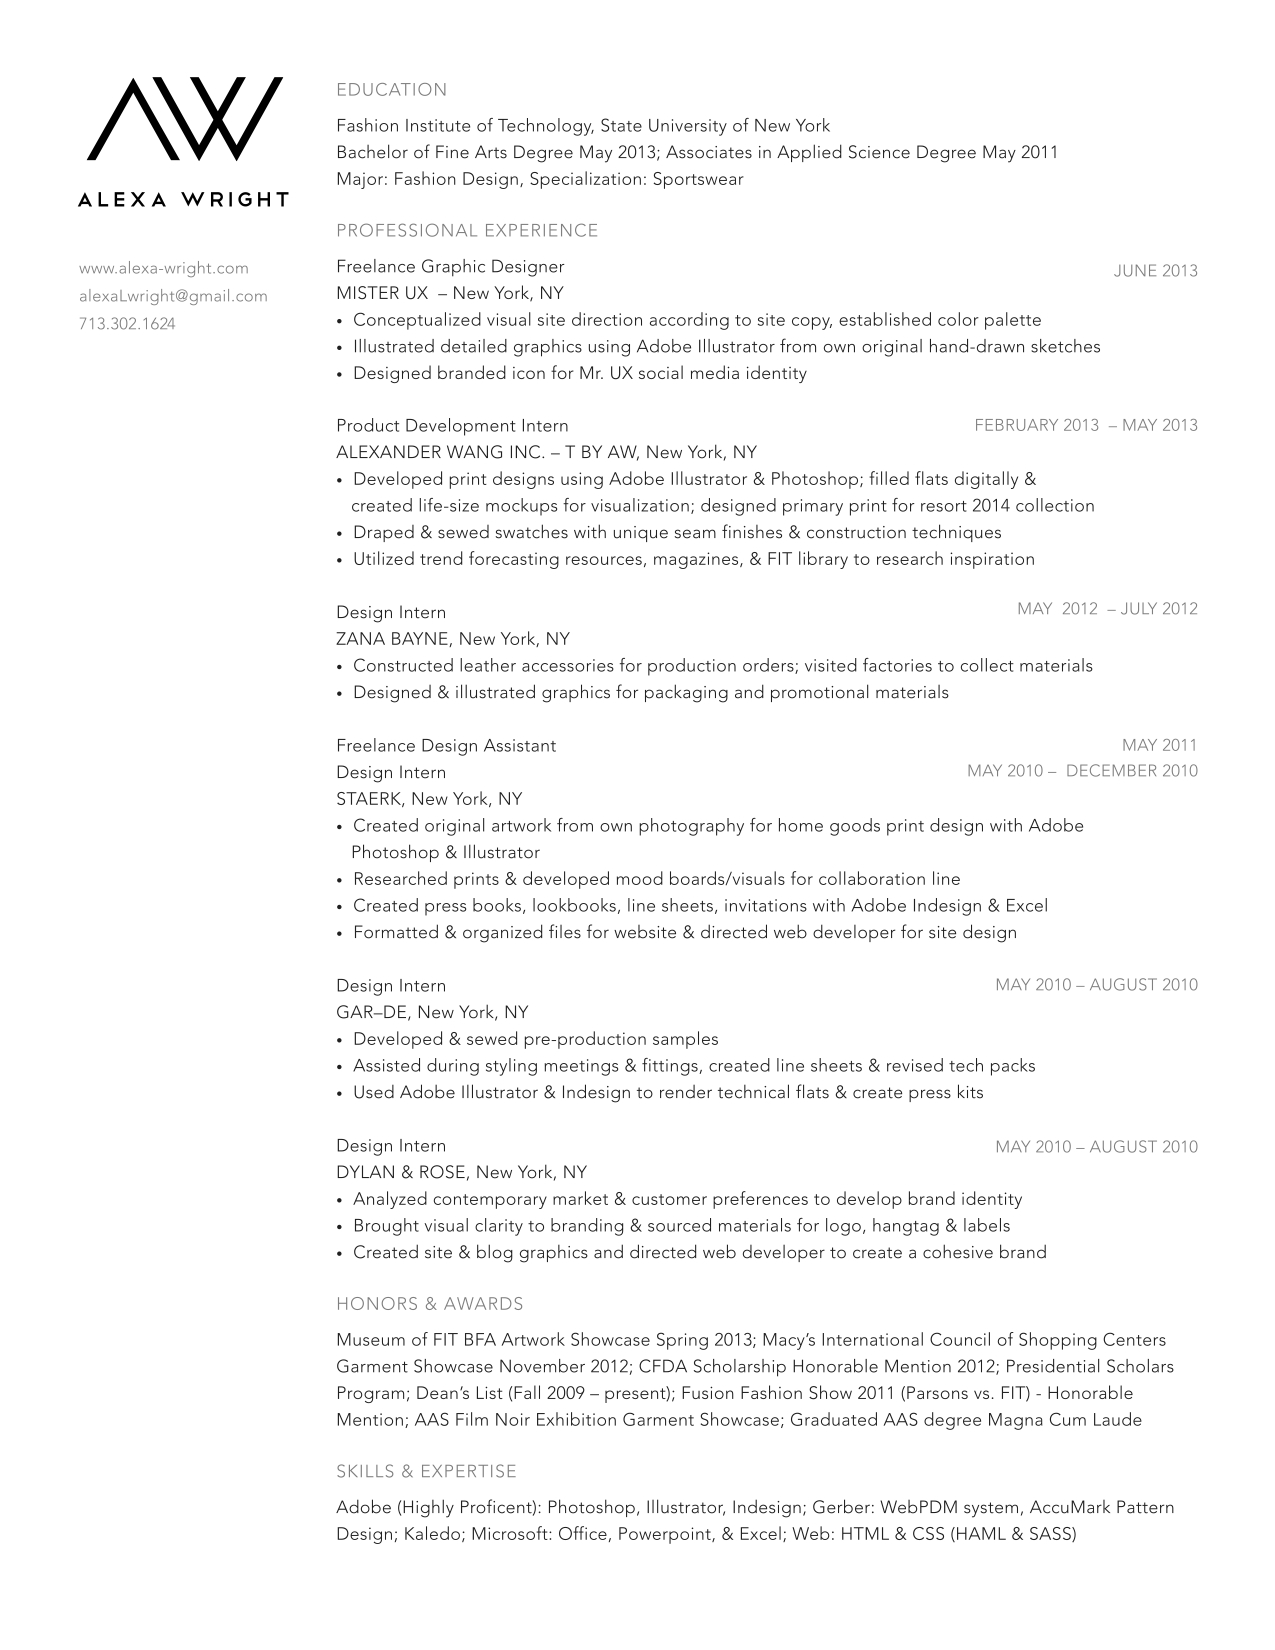 AW
ALEXA WRIGHT
www.alexa-wright.com
alexaLwright@gmail.com
713.302.1624
EDUCATION
Fashion Institute of Technology, State University of New York
Bachelor of Fine Arts Degree May 2013; Associates in Applied Science Degree May 2011
Major: Fashion Design, Specialization: Sportswear
PROFESSIONAL EXPERIENCE
Freelance Graphic Designer JUNE 2013
MISTER UX – New York, NY
• Conceptualized visual site direction according to site copy, established color palette
• Illustrated detailed graphics using Adobe Illustrator from own original hand-drawn sketches
• Designed branded icon for Mr. UX social media identity
Product Development Intern FEBRUARY 2013 – MAY 2013
ALEXANDER WANG INC. – T BY AW, New York, NY
• Developed print designs using Adobe Illustrator & Photoshop; filled flats digitally &
created life-size mockups for visualization; designed primary print for resort 2014 collection
• Draped & sewed swatches with unique seam finishes & construction techniques
• Utilized trend forecasting resources, magazines, & FIT library to research inspiration
Design Intern MAY 2012 – JULY 2012
ZANA BAYNE, New York, NY
• Constructed leather accessories for production orders; visited factories to collect materials
• Designed & illustrated graphics for packaging and promotional materials
Freelance Design Assistant MAY 2011
Design Intern MAY 2010 – DECEMBER 2010
STAERK, New York, NY
• Created original artwork from own photography for home goods print design with Adobe
Photoshop & Illustrator
• Researched prints & developed mood boards/visuals for collaboration line
• Created press books, lookbooks, line sheets, invitations with Adobe Indesign & Excel
• Formatted & organized files for website & directed web developer for site design
Design Intern MAY 2010 – AUGUST 2010
GAR–DE, New York, NY
• Developed & sewed pre-production samples
• Assisted during styling meetings & fittings, created line sheets & revised tech packs
• Used Adobe Illustrator & Indesign to render technical flats & create press kits
Design Intern MAY 2010 – AUGUST 2010
DYLAN & ROSE, New York, NY
• Analyzed contemporary market & customer preferences to develop brand identity
• Brought visual clarity to branding & sourced materials for logo, hangtag & labels
• Created site & blog graphics and directed web developer to create a cohesive brand
HONORS & AWARDS
Museum of FIT BFA Artwork Showcase Spring 2013; Macy’s International Council of Shopping Centers
Garment Showcase November 2012; CFDA Scholarship Honorable Mention 2012; Presidential Scholars
Program; Dean’s List (Fall 2009 – present); Fusion Fashion Show 2011 (Parsons vs. FIT) - Honorable
Mention; AAS Film Noir Exhibition Garment Showcase; Graduated AAS degree Magna Cum Laude
SKILLS & EXPERTISE
Adobe (Highly Proficent): Photoshop, Illustrator, Indesign; Gerber: WebPDM system, AccuMark Pattern
Design; Kaledo; Microsoft: Office, Powerpoint, & Excel; Web: HTML & CSS (HAML & SASS)